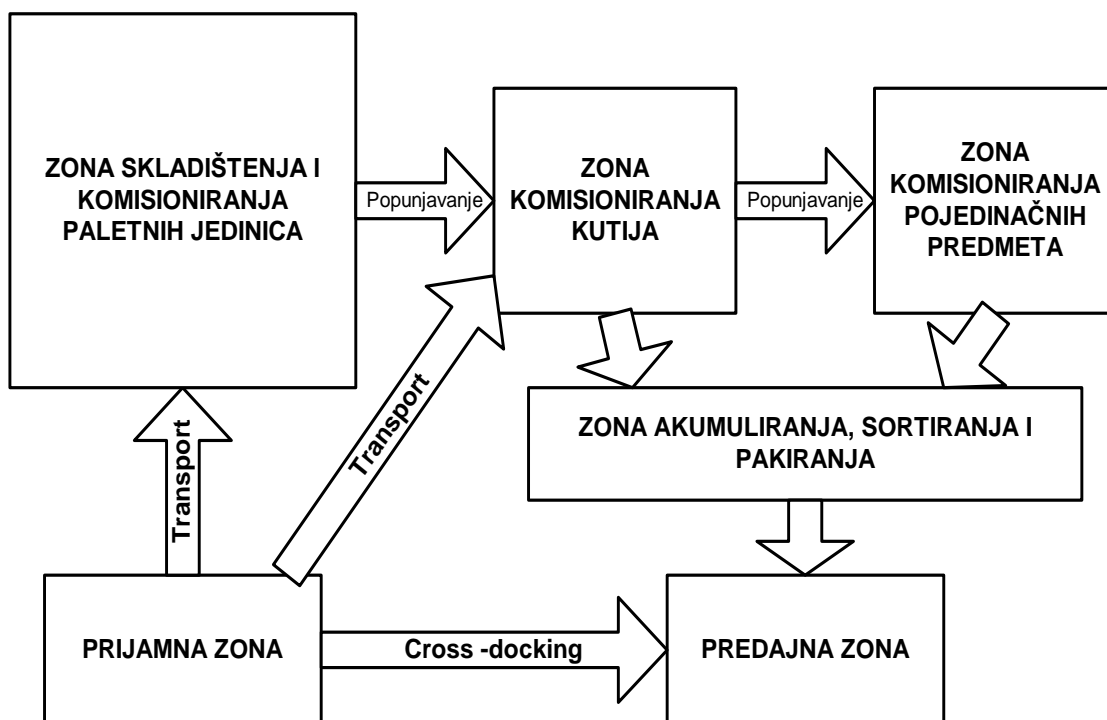 ZONA SKLADIŠTENJA I
KOMISIONIRANJA
PALETNIH JEDINICA
Popunjavanje
ZONA
KOMISIONIRANJA
KUTIJA
Popunjavanje
ZONA
KOMISIONIRANJA
POJEDINAČNIH
PREDMETA
Transport
Transport
ZONA AKUMULIRANJA, SORTIRANJA I
PAKIRANJA
PRIJAMNA ZONA
Cross -docking
PREDAJNA ZONA